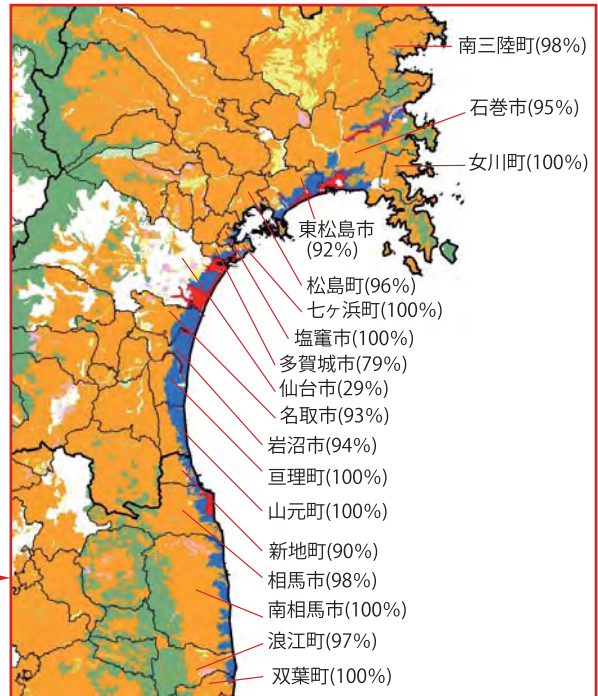 南三陸町(98%)
石巻市(95%)
女川町(100%)
東松島市
(92%)
松島町(96%)
七ヶ浜町(100%)
塩竈市(100%)
多賀城市(79%)
仙台市(29%)
名取市(93%)
岩沼市(94%)
亘理町(100%)
山元町(100%)
新地町(90%)
相馬市(98%)
南相馬市(100%)
浪江町(97%)
双葉町(100%)